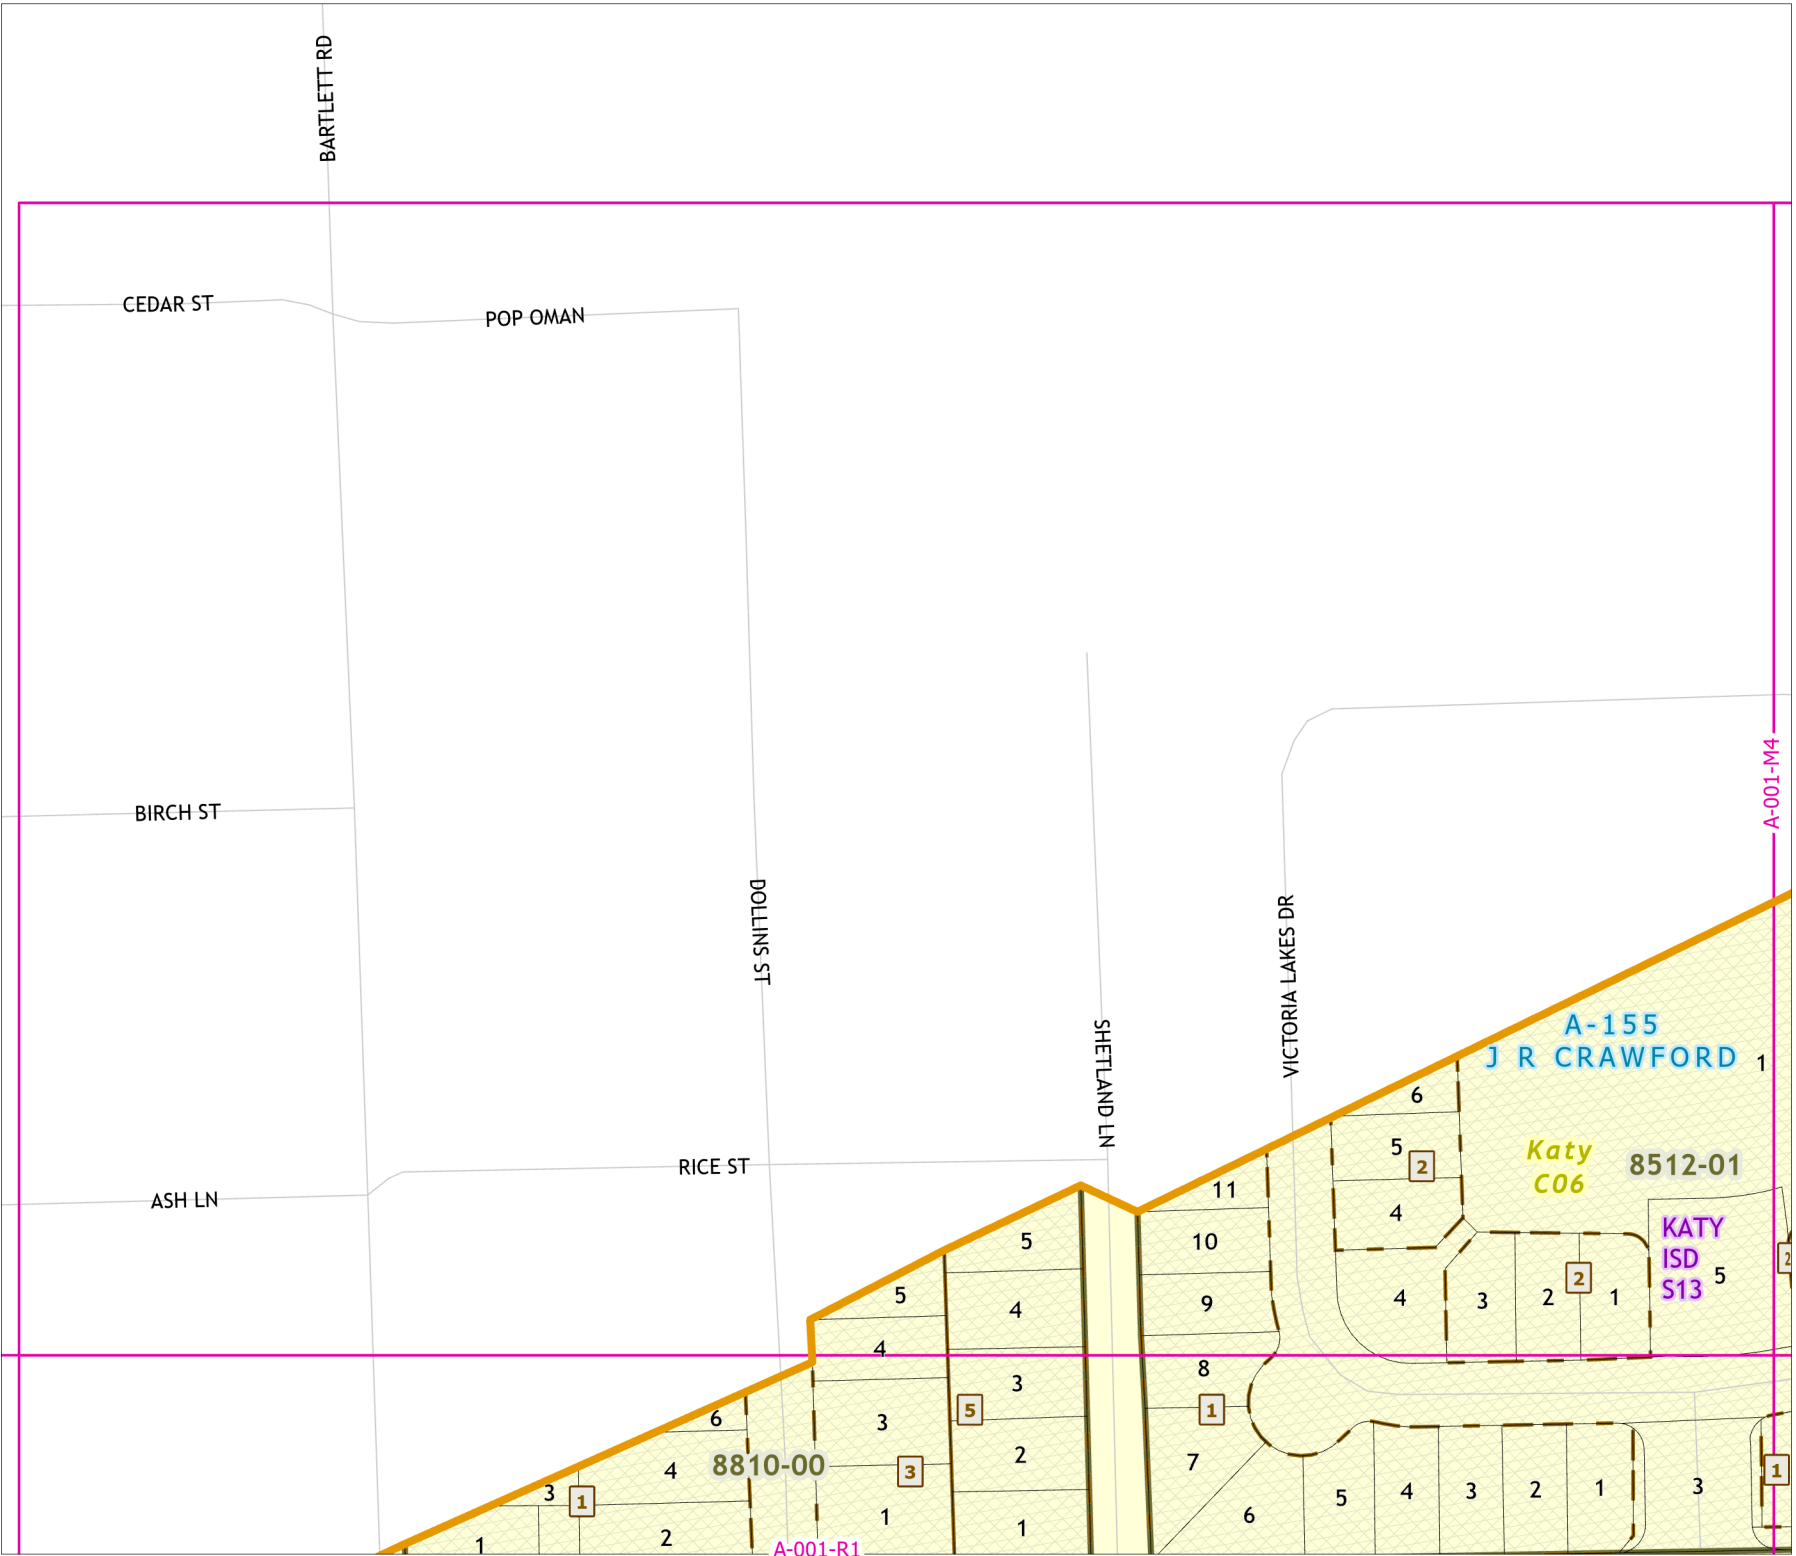 BARTLETT RD
CEDAR ST
POP OMAN
A-001-M4
BIRCH ST
DOLLINS ST
VICTORIA LAKES DR
SHETLAND LN
A-155
J R CRAWFORD
1
6
5
2
Katy
C06
8512-01
RICE ST
ASH LN
11
4
10
5
KATY
ISD
S13
5
2
2
3
2
1
4
9
5
4
4
8
3
5
1
6
3
2
7
8810-00
4
3
3
1
1
5
4
3
2
1
3
1
6
1
1
2
1
A-001-R1